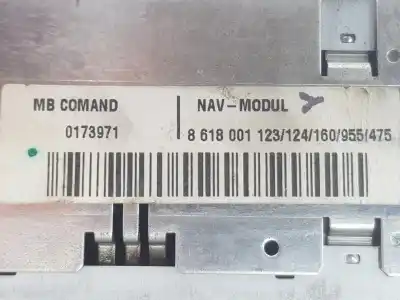 MB COMAND NAV-MODUL
0173971 8 618 001 123/124/160/955/475